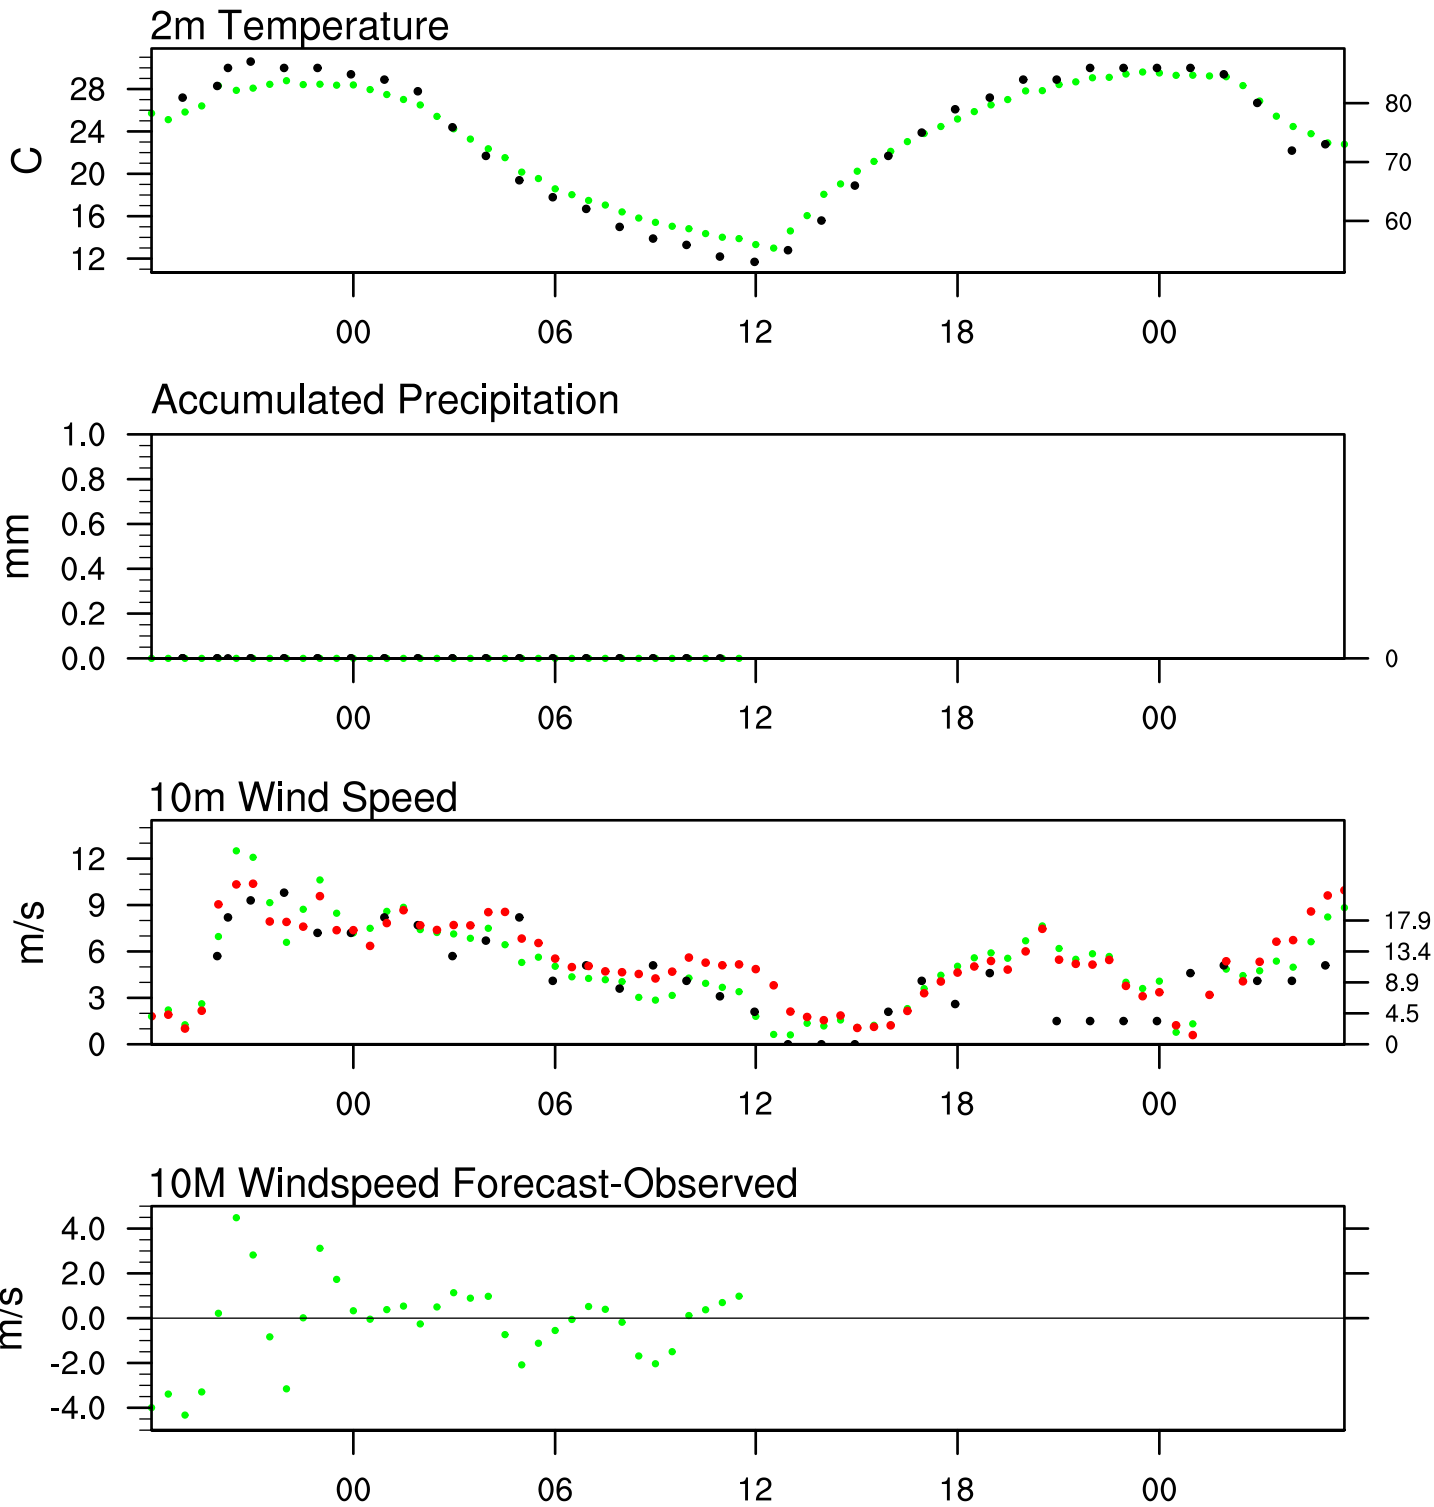 2m Temperature
28
24
20
16
12
C
80
70
60
00 06 12 18 00
Accumulated Precipitation
1.0
0.8
0.6
0.4
0.2
0.0
mm
0
00 06 12 18 00
10m Wind Speed
12
9
6
3
0
m/s
17.9
13.4
8.9
4.5
0
00 06 12 18 00
10M Windspeed Forecast-Observed
4.0
2.0
0.0
-2.0
-4.0
m/s
00 06 12 18 00